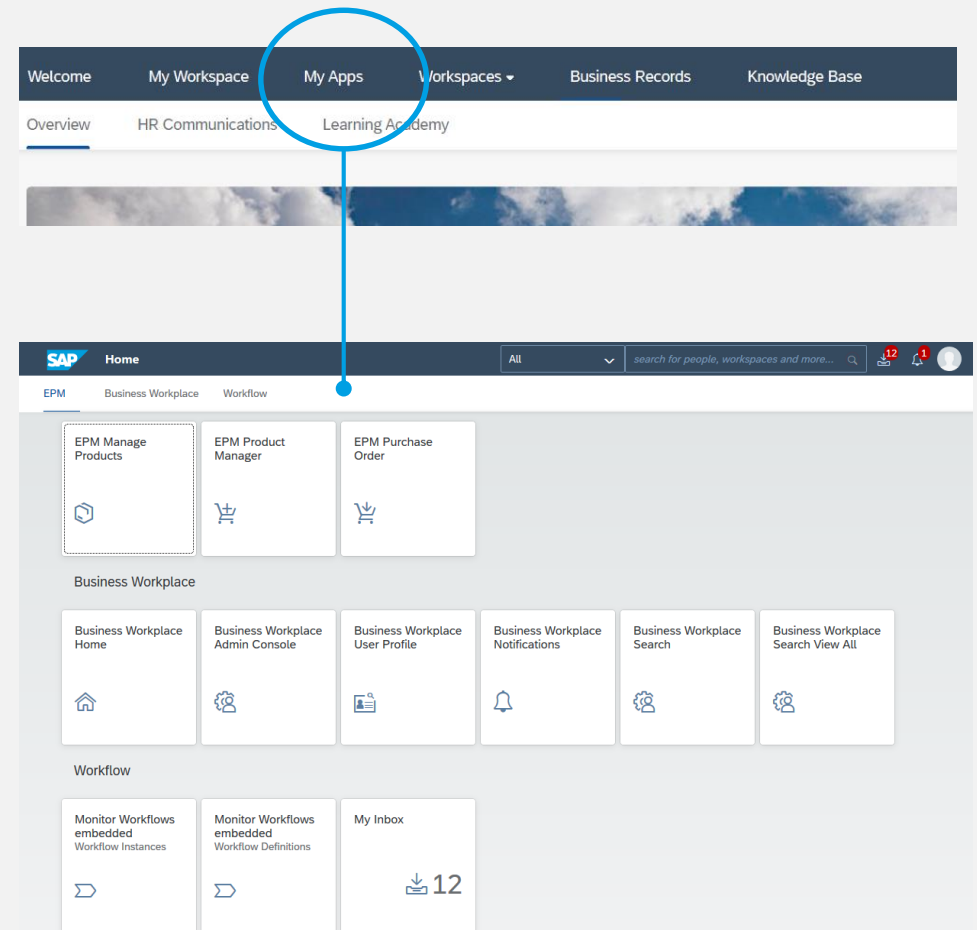 Welcome My Workspace My Apps Workspaces Business Records Knowledge Base
Overview HR Communications Learning Academy
SAP Home All search for people, workspaces and more... 12 1
EPM Business Workplace Workflow
EPM Manage
Products
EPM Product
Manager
EPM Purchase
Order
Business Workplace
Business Workplace
Home
Business Workplace
Admin Console
Business Workplace
User Profile
Business Workplace
Notifications
Business Workplace
Search
Business Workplace
Search View All
Workflow
Monitor Workflows
embedded
Workflow Instances
Monitor Workflows
embedded
Workflow Definitions
My Inbox
12